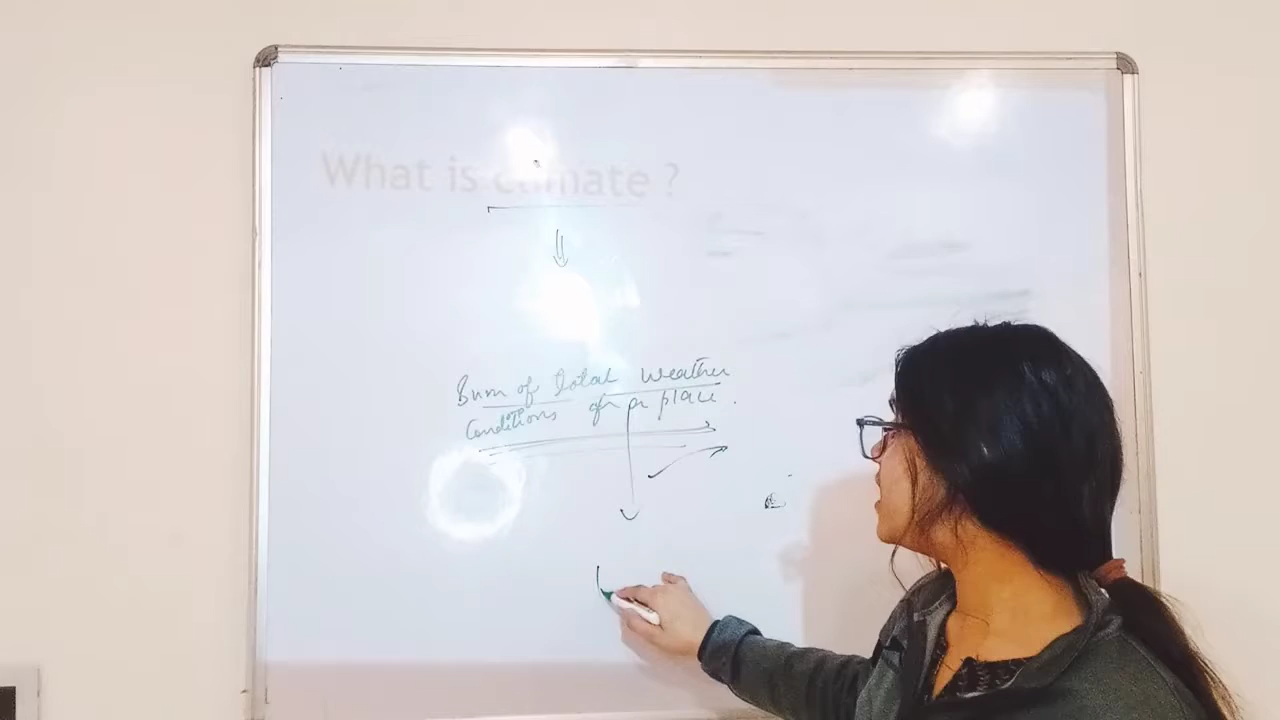 What is climate ?
Sum of total weather
Conditions of a place.